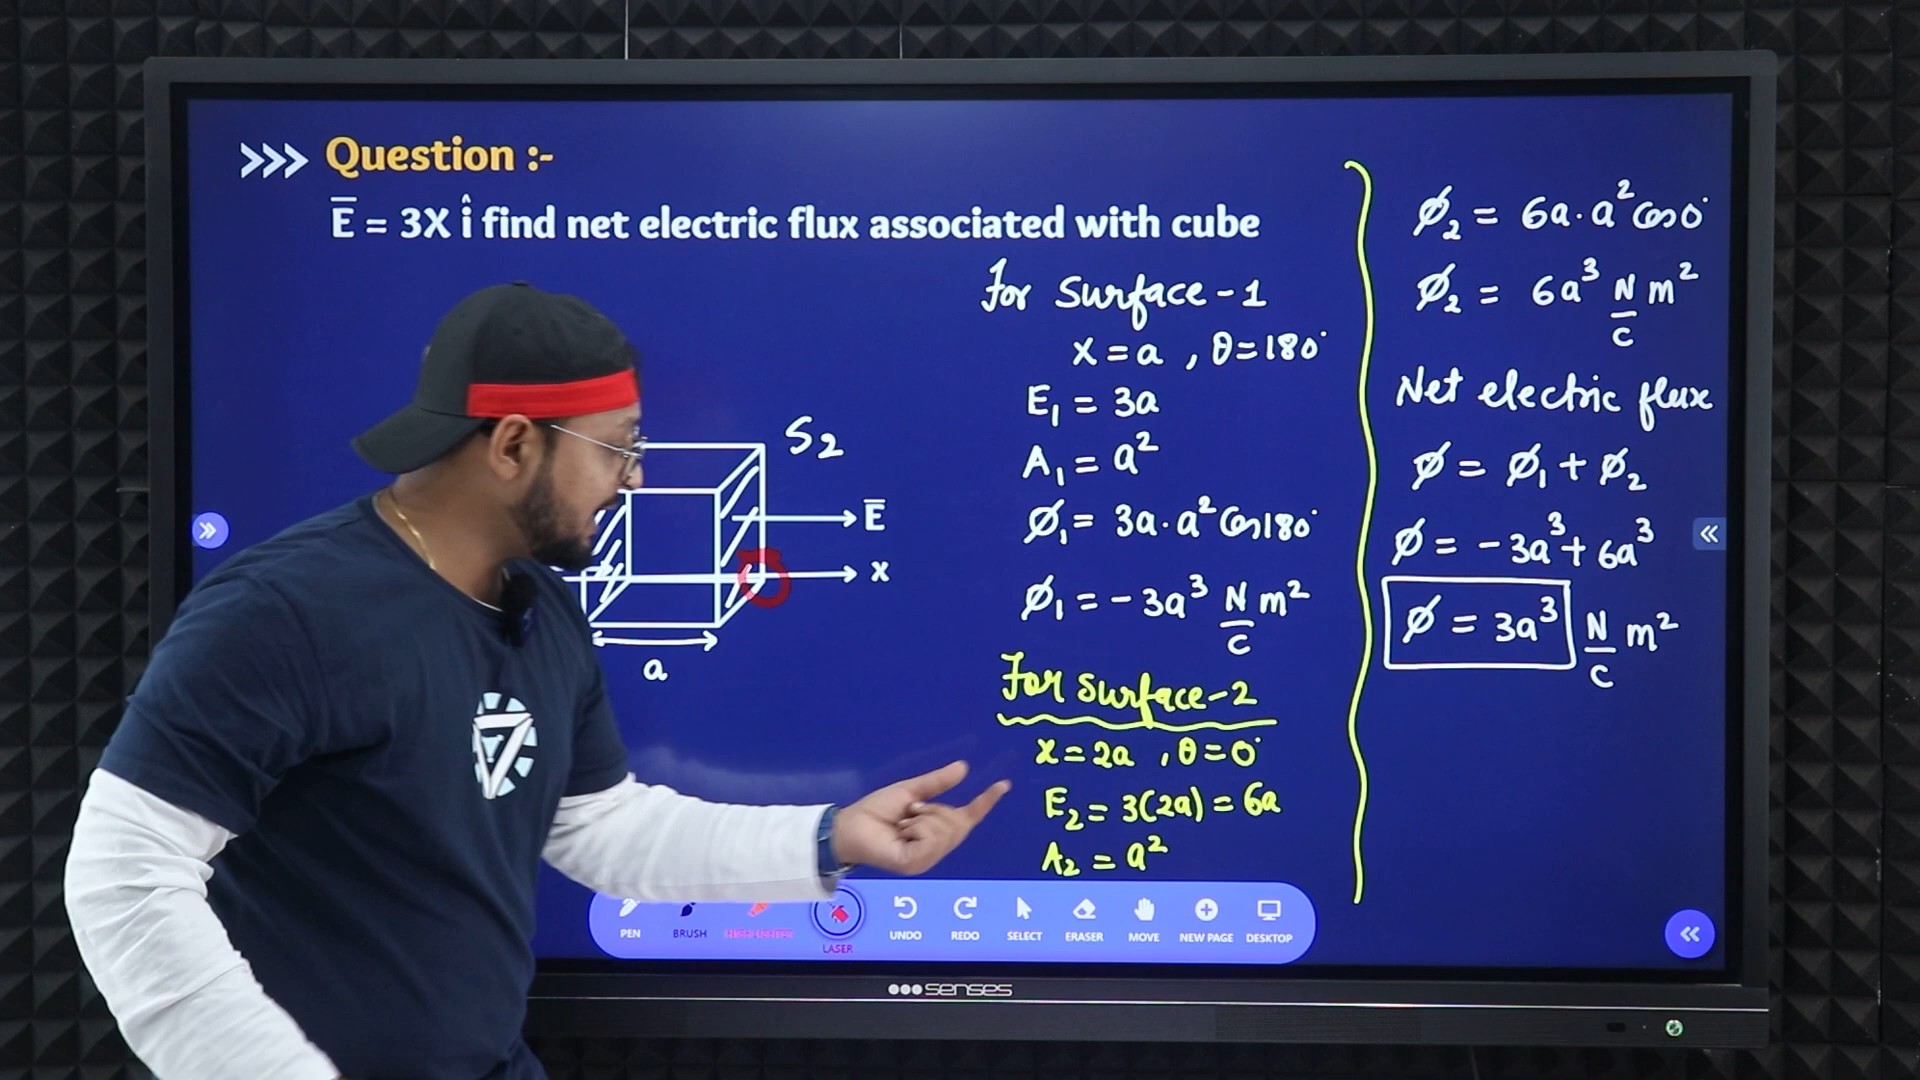 >>> Question :-
E̅ = 3X î find net electric flux associated with cube
S₂
E̅
x
a
For Surface-1
x = a , θ = 180°
E₁ = 3a
A₁ = a²
Ø₁ = 3a · a² Cos180°
Ø₁ = -3a³ N/C m²
For Surface-2
x = 2a , θ = 0°
E₂ = 3(2a) = 6a
A₂ = a²
Ø₂ = 6a · a² Cos0°
Ø₂ = 6a³ N/C m²
Net electric flux
Ø = Ø₁ + Ø₂
Ø = -3a³ + 6a³
Ø = 3a³ N/C m²
PEN BRUSH LASER UNDO REDO SELECT ERASER MOVE NEW PAGE DESKTOP
senses